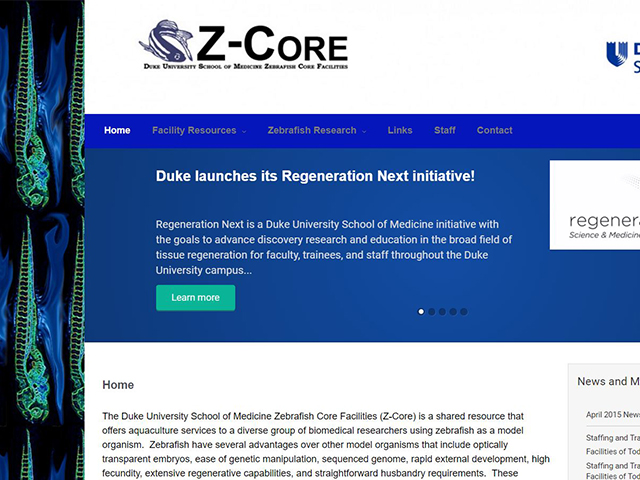 Z-Core
Duke University School of Medicine Zebrafish Core Facilities
Home Facility Resources Zebrafish Research Links Staff Contact
Duke launches its Regeneration Next initiative!
Regeneration Next is a Duke University School of Medicine initiative with
the goals to advance discovery research and education in the broad field of
tissue regeneration for faculty, trainees, and staff throughout the Duke
University campus...
Learn more
regenera
Science & Medicine
Home
The Duke University School of Medicine Zebrafish Core Facilities (Z-Core) is a shared resource that
offers aquaculture services to a diverse group of biomedical researchers using zebrafish as a model
organism. Zebrafish have several advantages over other model organisms that include optically
transparent embryos, ease of genetic manipulation, sequenced genome, rapid external development, high
fecundity, extensive regenerative capabilities, and straightforward husbandry requirements. These
News and M
April 2015 News
Staffing and Tra
Facilities of Tod
Staffing and Tra
Facilities of Tod